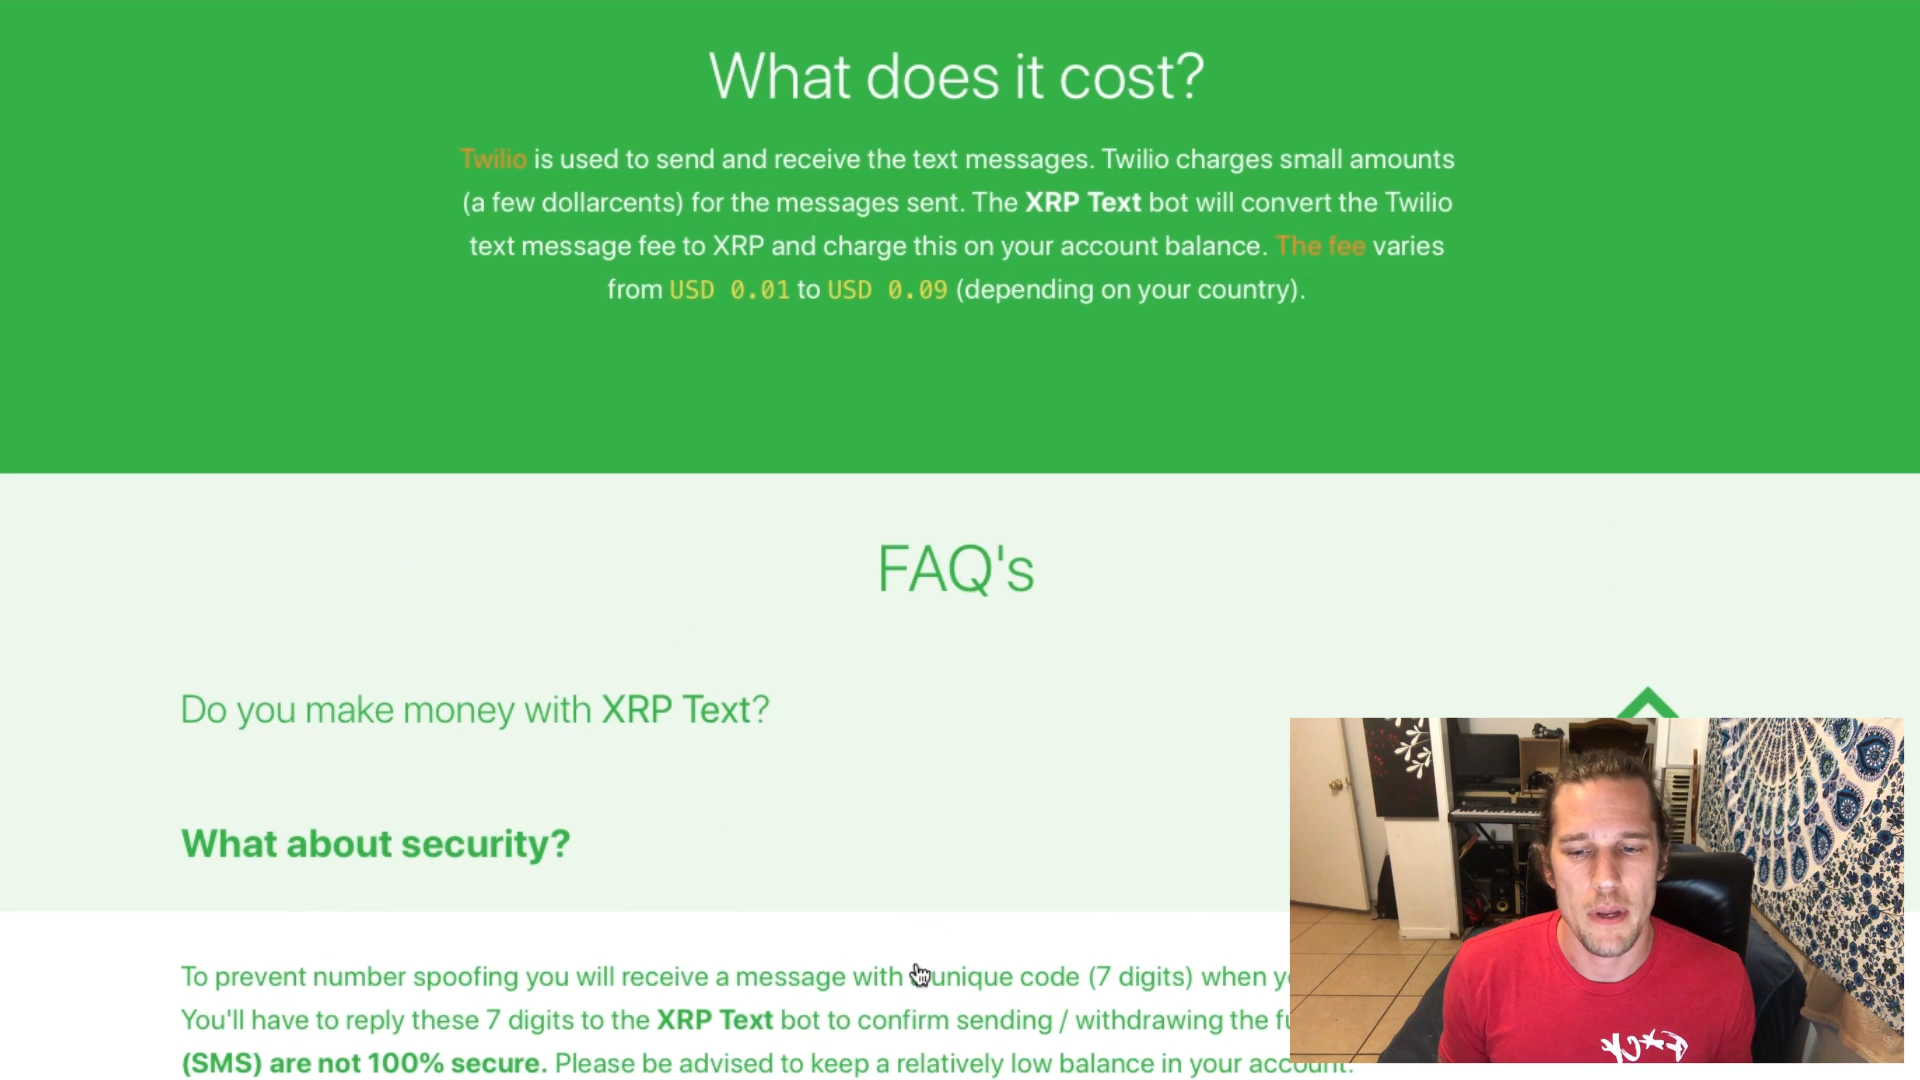 What does it cost?
Twilio is used to send and receive the text messages. Twilio charges small amounts
(a few dollarcents) for the messages sent. The XRP Text bot will convert the Twilio
text message fee to XRP and charge this on your account balance. The fee varies
from USD 0.01 to USD 0.09 (depending on your country).
FAQ's
Do you make money with XRP Text?
What about security?
To prevent number spoofing you will receive a message with unique code (7 digits) when
You'll have to reply these 7 digits to the XRP Text bot to confirm sending / withdrawing the
(SMS) are not 100% secure. Please be advised to keep a relatively low balance in your account.